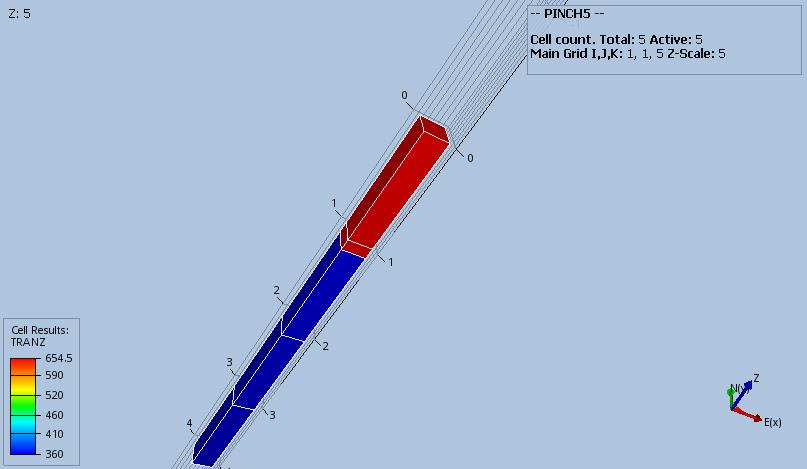 Z: 5
-- PINCH5 --
Cell count. Total: 5 Active: 5
Main Grid I,J,K: 1, 1, 5 Z-Scale: 5
0
0
1
1
2
2
3
3
4
Cell Results:
TRANZ
654.5
590
520
460
410
360
Z
N(y)
E(x)